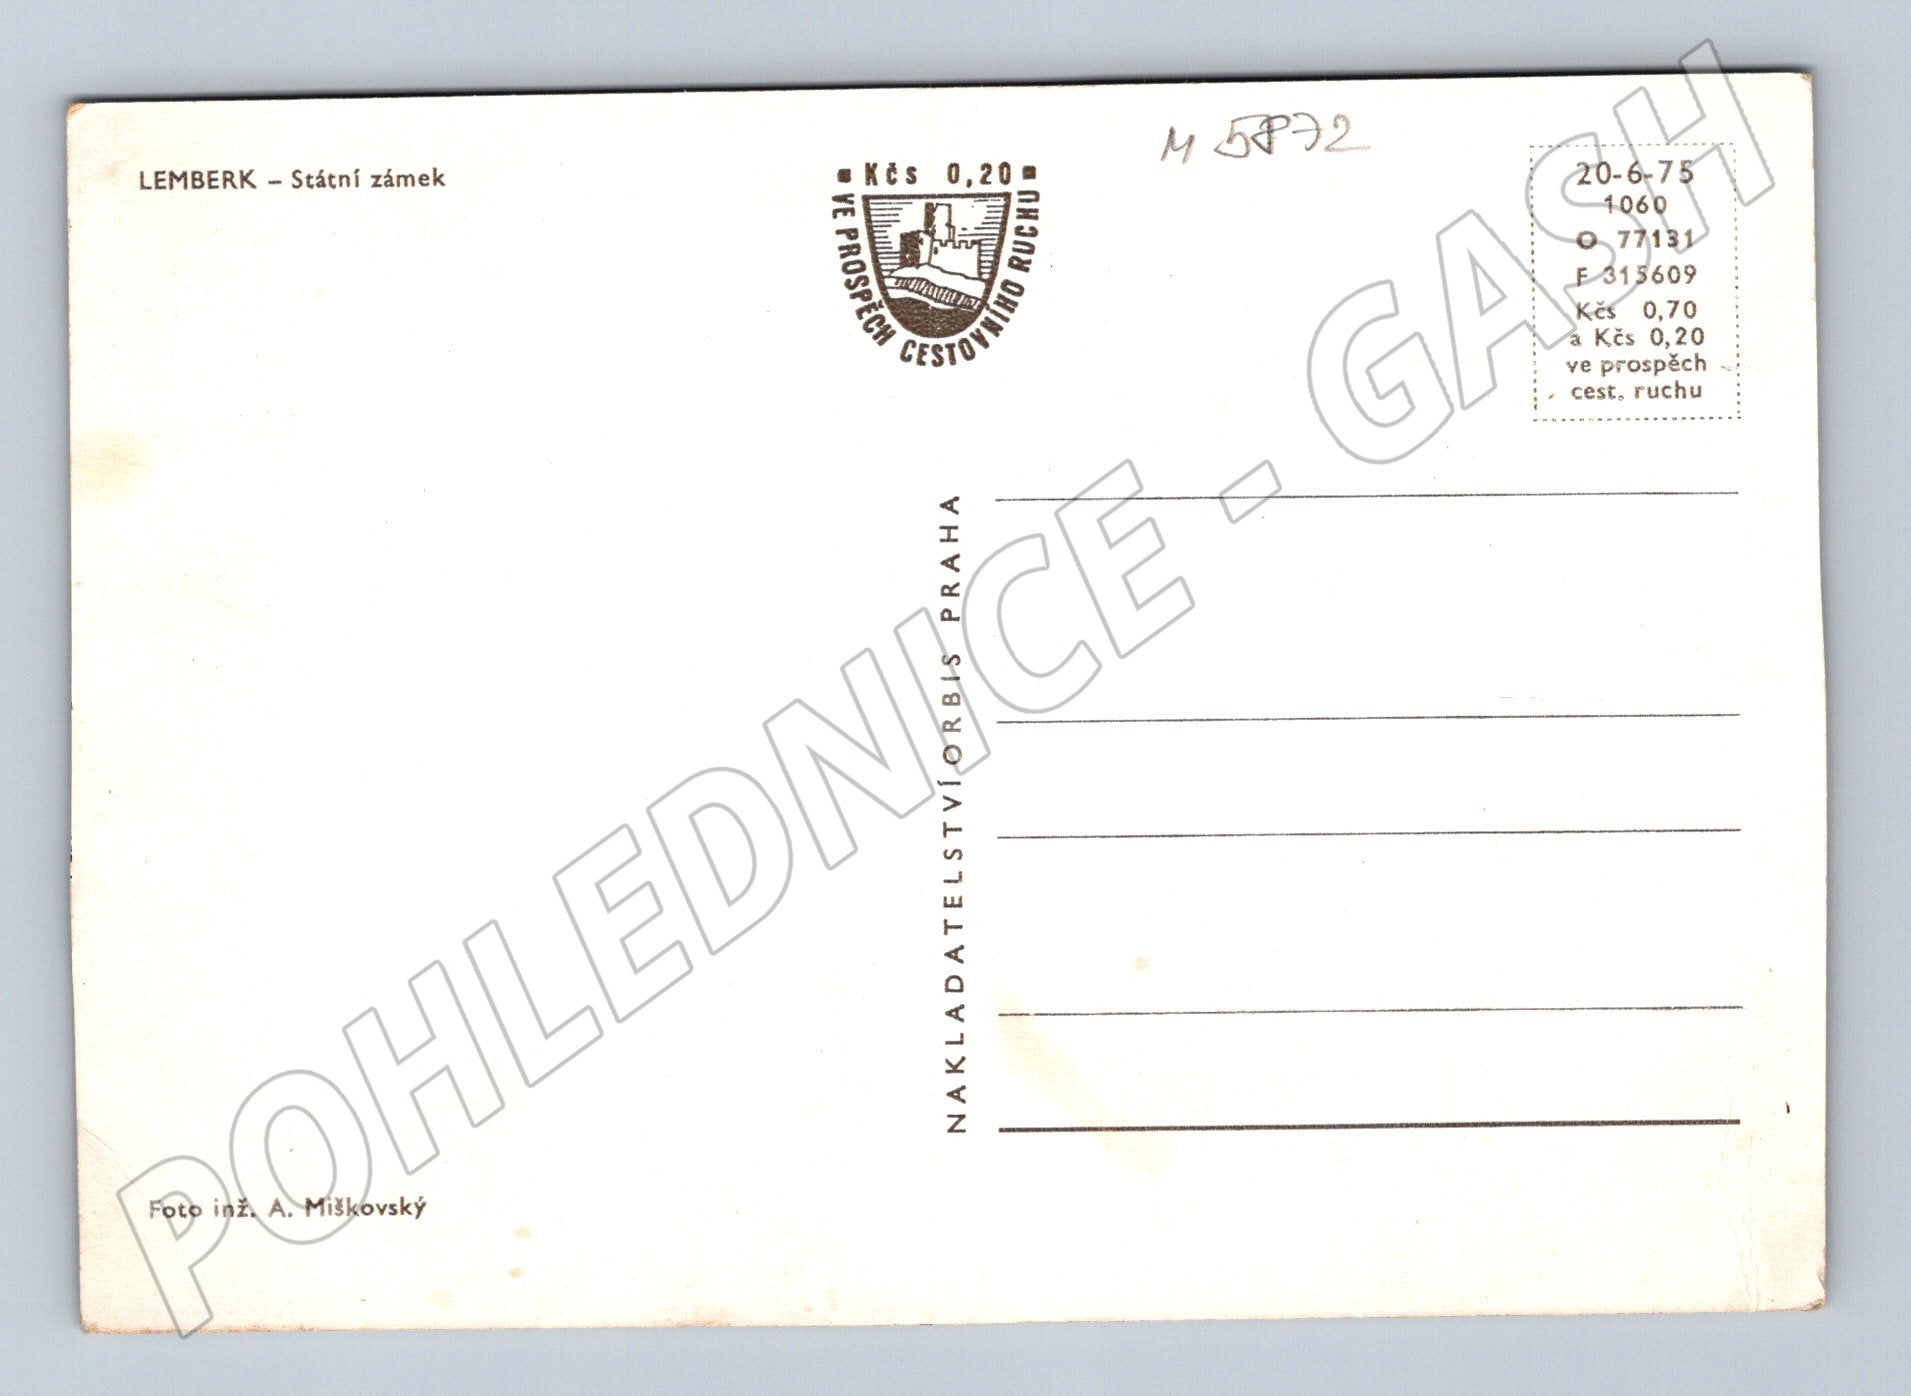 LEMBERK – Státní zámek
Kčs 0,20
VE PROSPĚCH CESTOVNÍHO RUCHU
M 5872
20-6-75
1060
O 77131
F 315609
Kčs 0,70
a Kčs 0,20
ve prospěch
cest. ruchu
NAKLADATELSTVÍ ORBIS PRAHA
Foto inž. A. Miškovský
POHLEDNICE - GASH